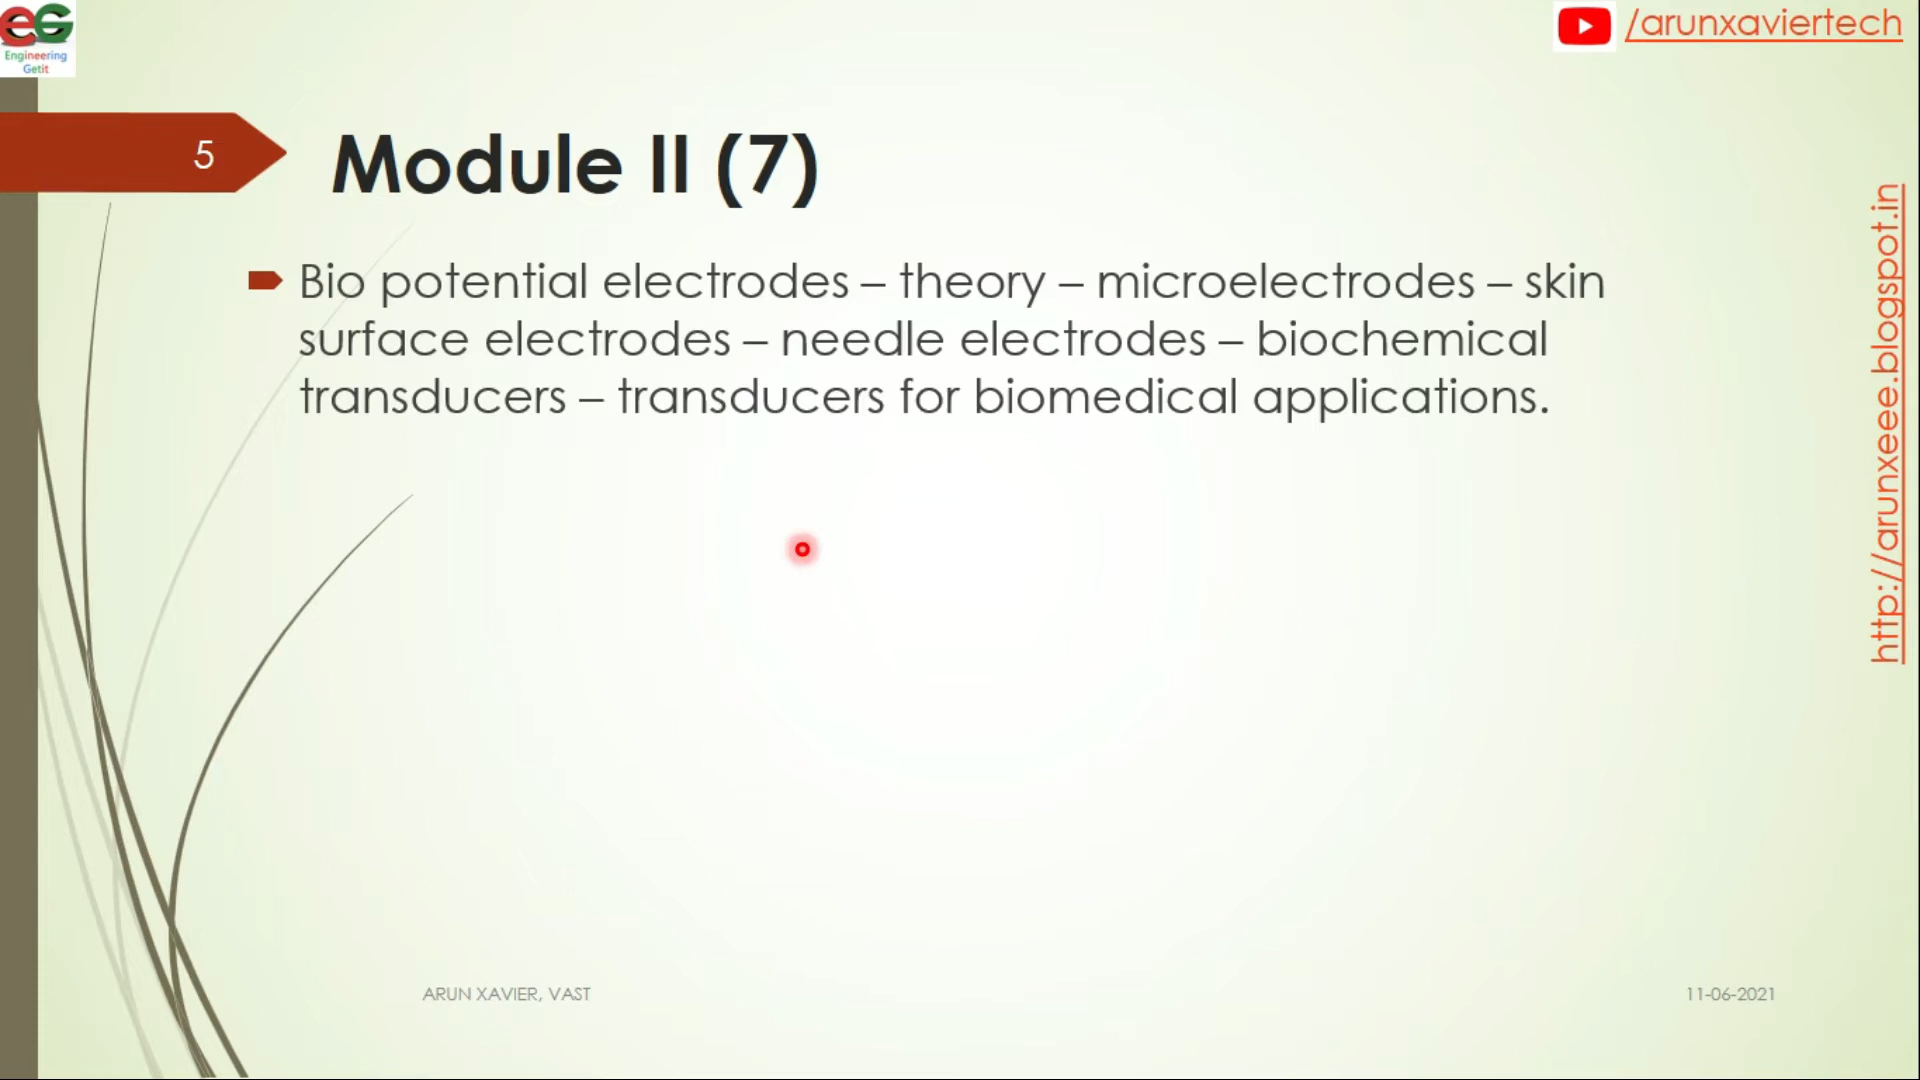 eG
Engineering
Getit
/arunxaviertech
5
Module II (7)
Bio potential electrodes – theory – microelectrodes – skin
surface electrodes – needle electrodes – biochemical
transducers – transducers for biomedical applications.
http://arunxeee.blogspot.in
ARUN XAVIER, VAST
11-06-2021